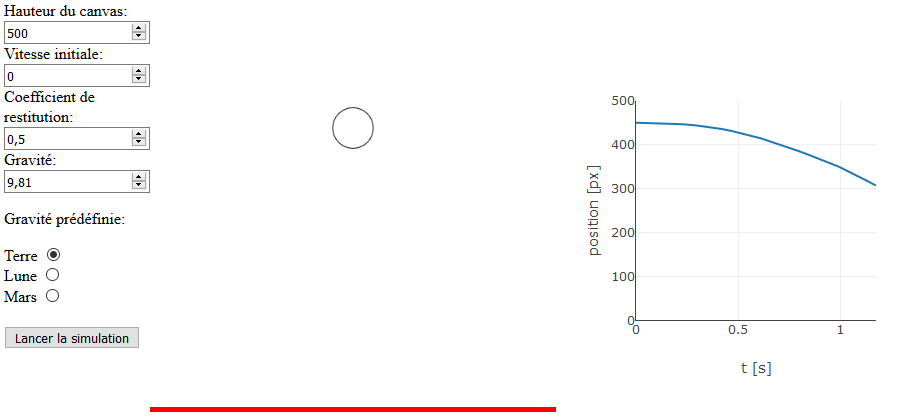 Hauteur du canvas:
500
Vitesse initiale:
0
Coefficient de
restitution:
0,5
Gravité:
9,81
Gravité prédéfinie:
Terre
Lune
Mars
Lancer la simulation
500
400
300
200
100
0
position [px]
0
0.5
1
t [s]